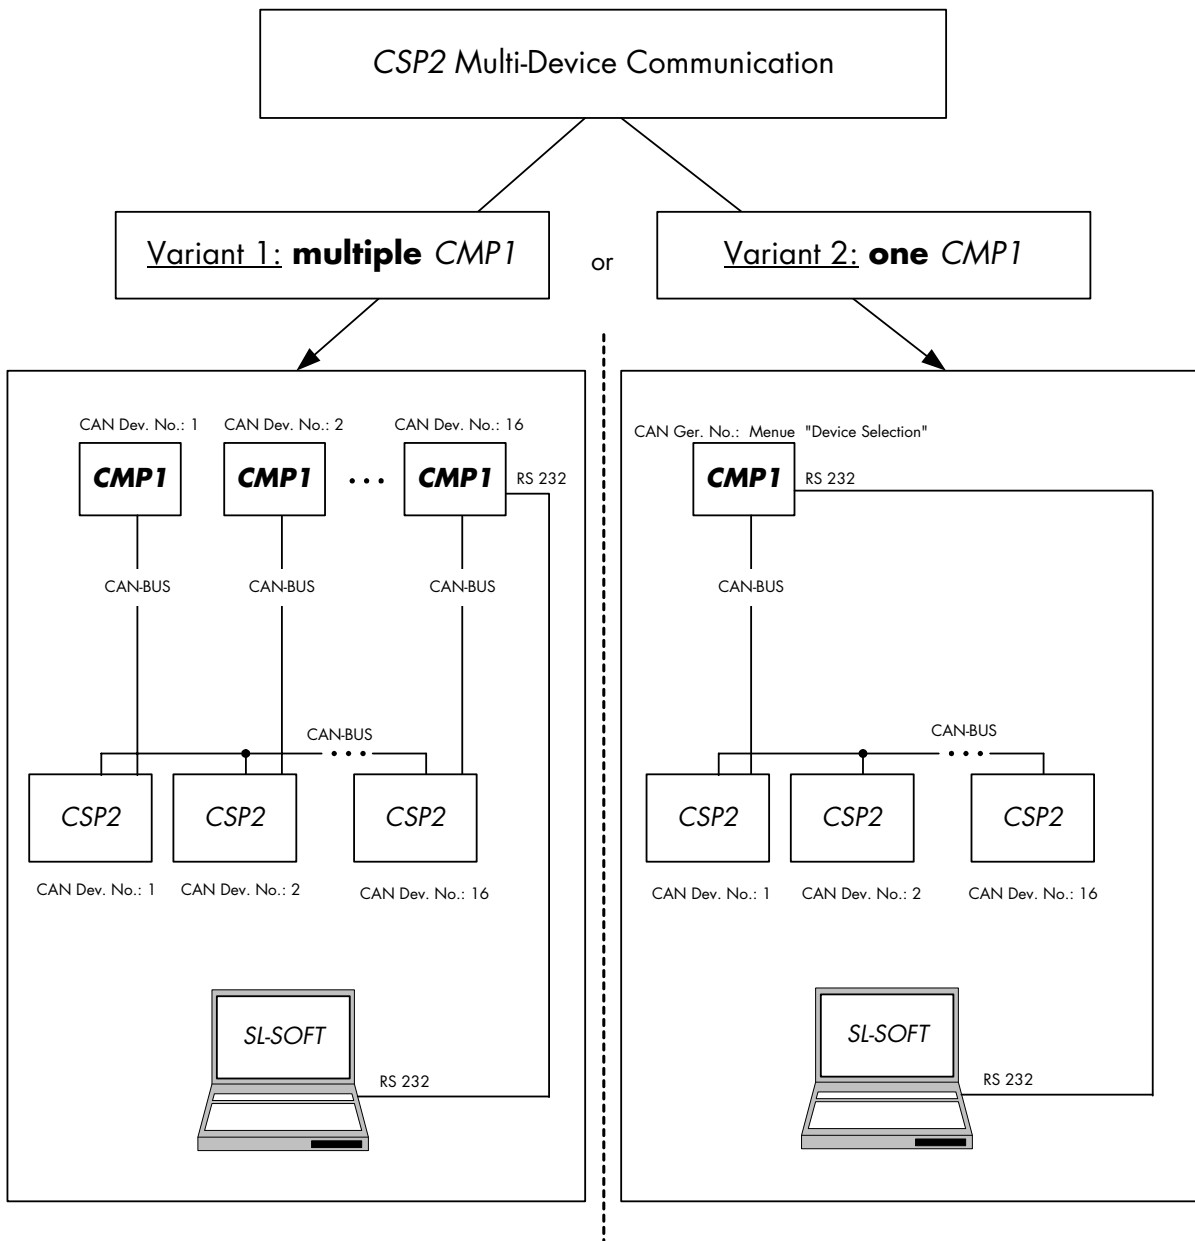 CSP2 Multi-Device Communication
Variant 1: multiple CMP1
or
Variant 2: one CMP1
CAN Dev. No.: 1
CAN Dev. No.: 2
CAN Dev. No.: 16
CMP1
CMP1
• • •
CMP1
RS 232
CAN-BUS
CAN-BUS
CAN-BUS
CAN-BUS
• • •
CSP2
CSP2
CSP2
CAN Dev. No.: 1
CAN Dev. No.: 2
CAN Dev. No.: 16
SL-SOFT
RS 232
CAN Ger. No.: Menue "Device Selection"
CMP1
RS 232
CAN-BUS
CAN-BUS
• • •
CSP2
CSP2
CSP2
CAN Dev. No.: 1
CAN Dev. No.: 2
CAN Dev. No.: 16
SL-SOFT
RS 232